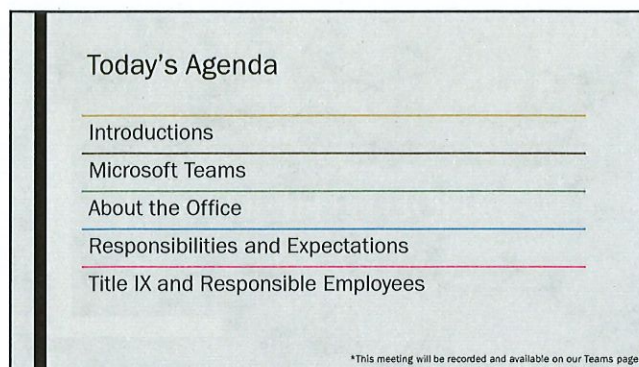 Today's Agenda
Introductions
Microsoft Teams
About the Office
Responsibilities and Expectations
Title IX and Responsible Employees
*This meeting will be recorded and available on our Teams page